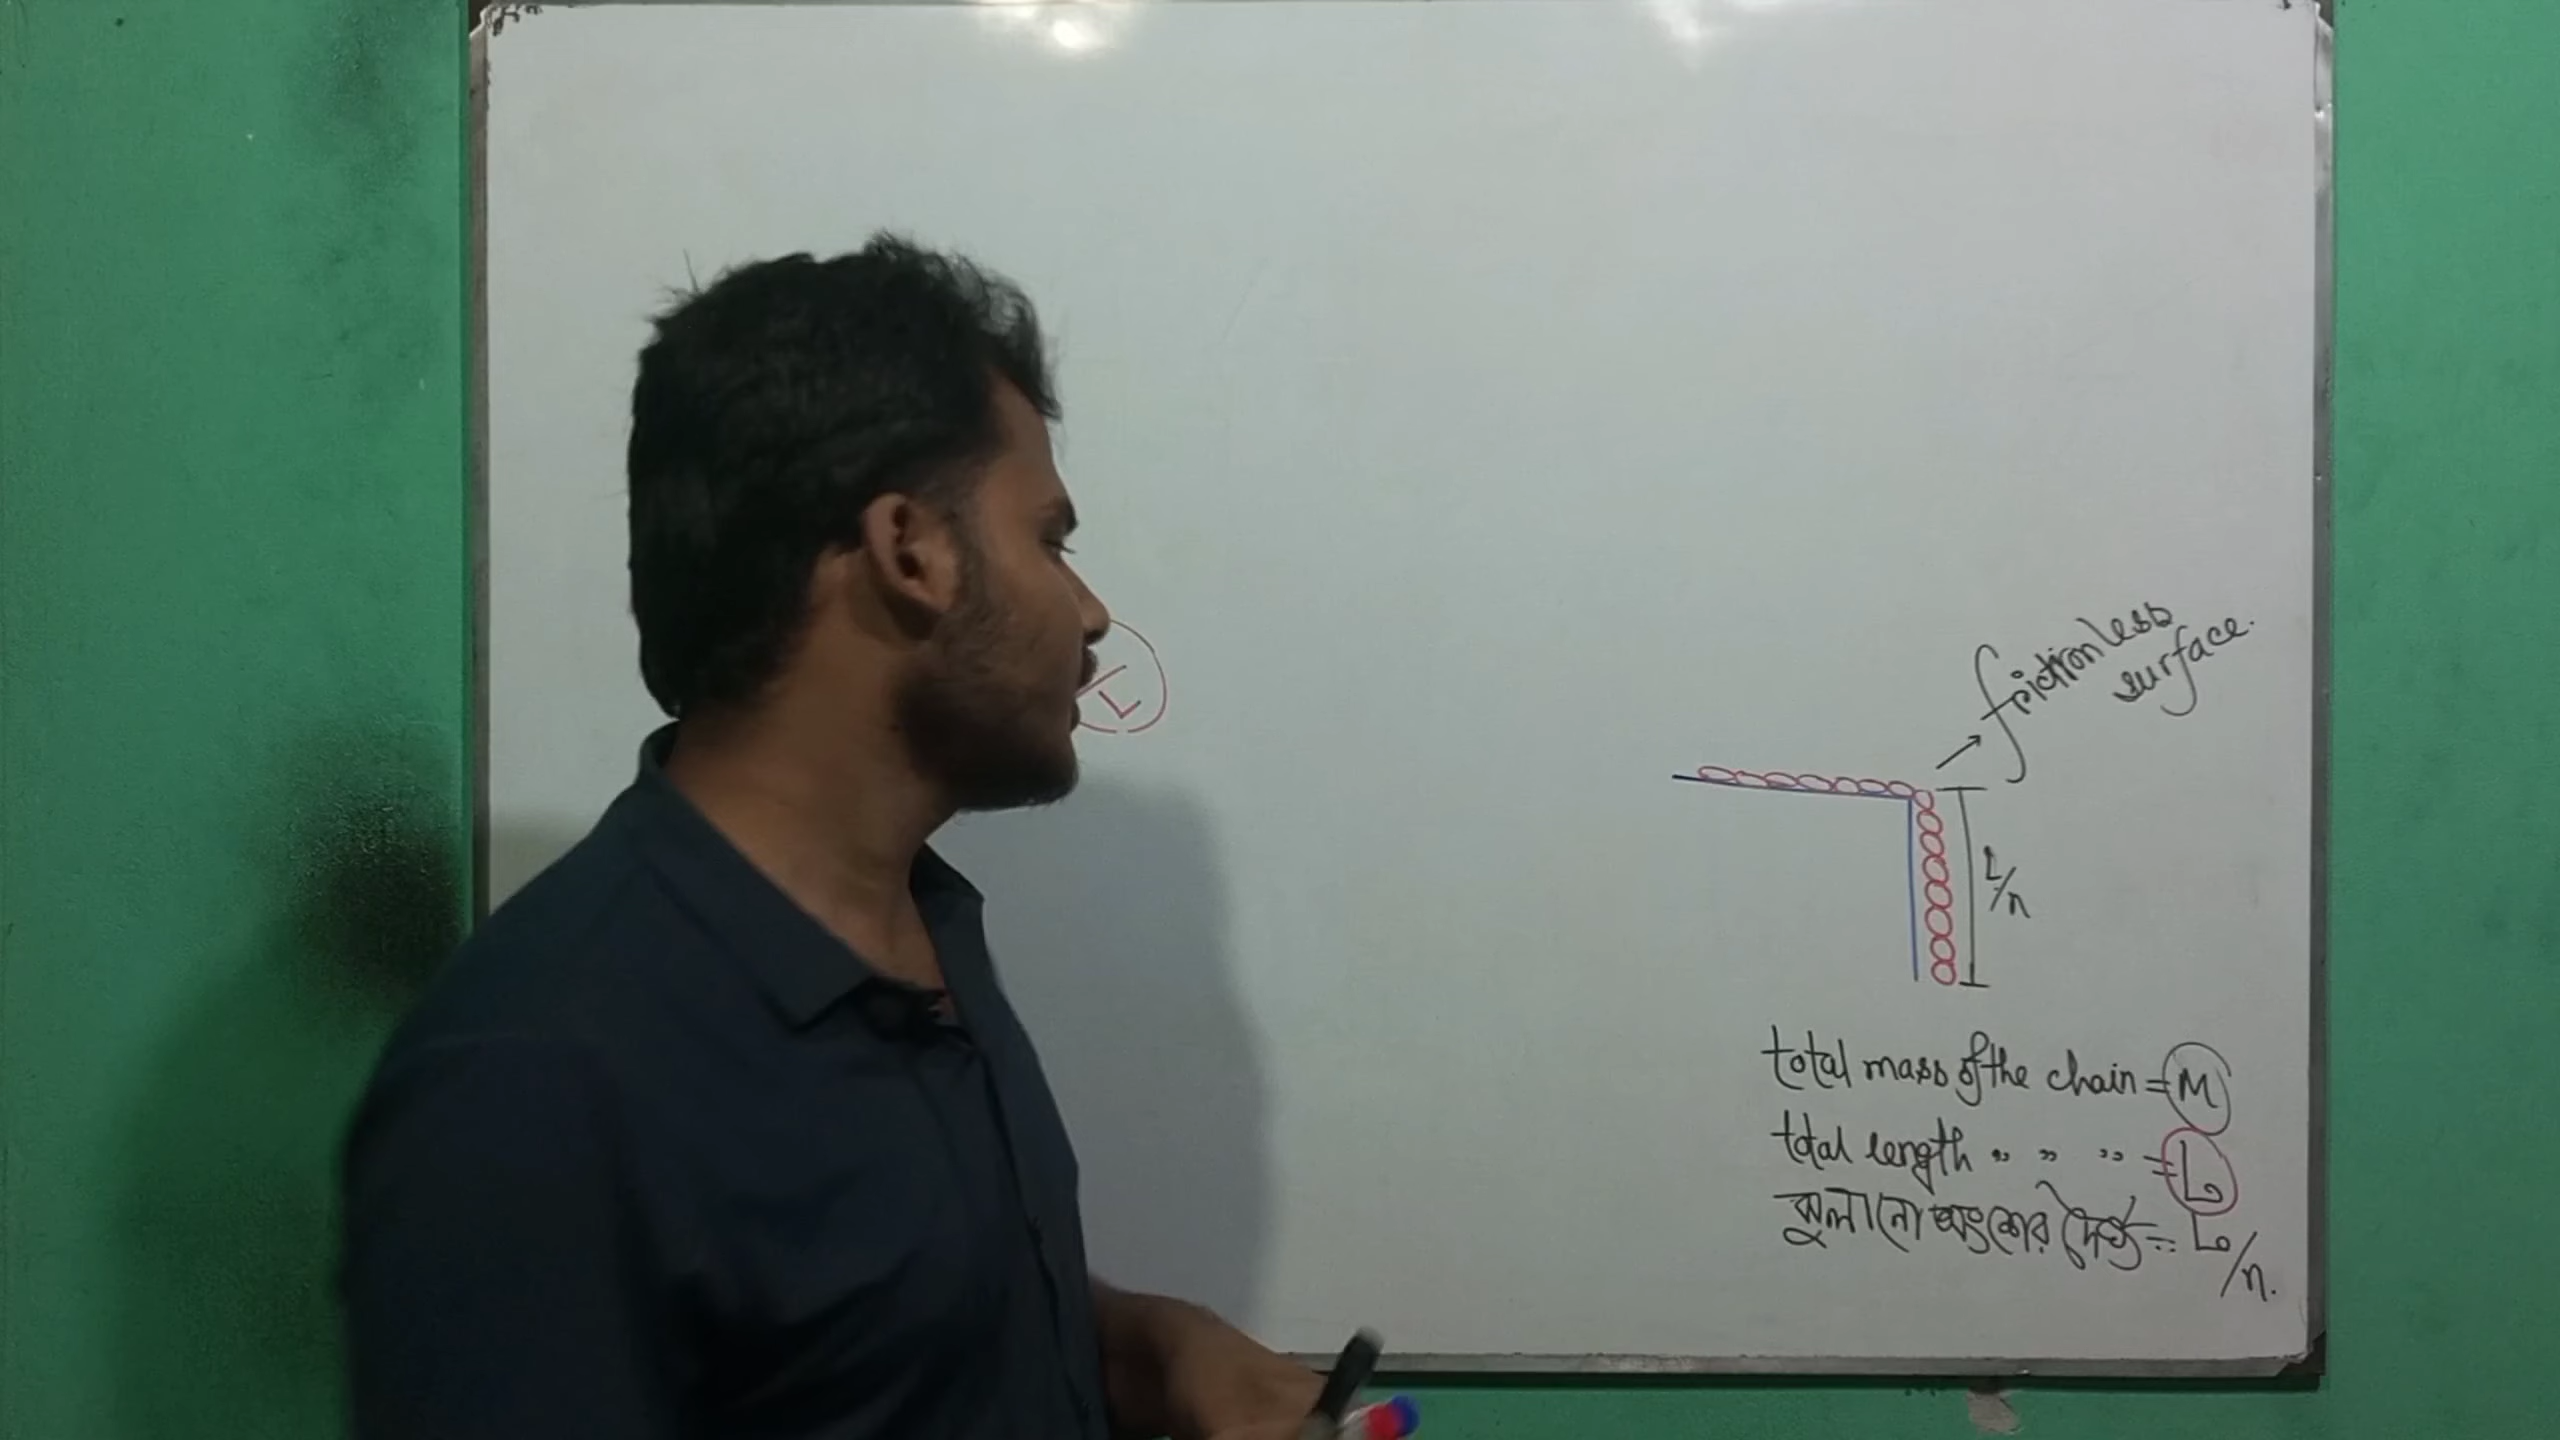 frictionless
surface.
L
L/n
total mass of the chain = M
total length " " " = L
ঝুলানো অংশের দৈর্ঘ্য = L/n.